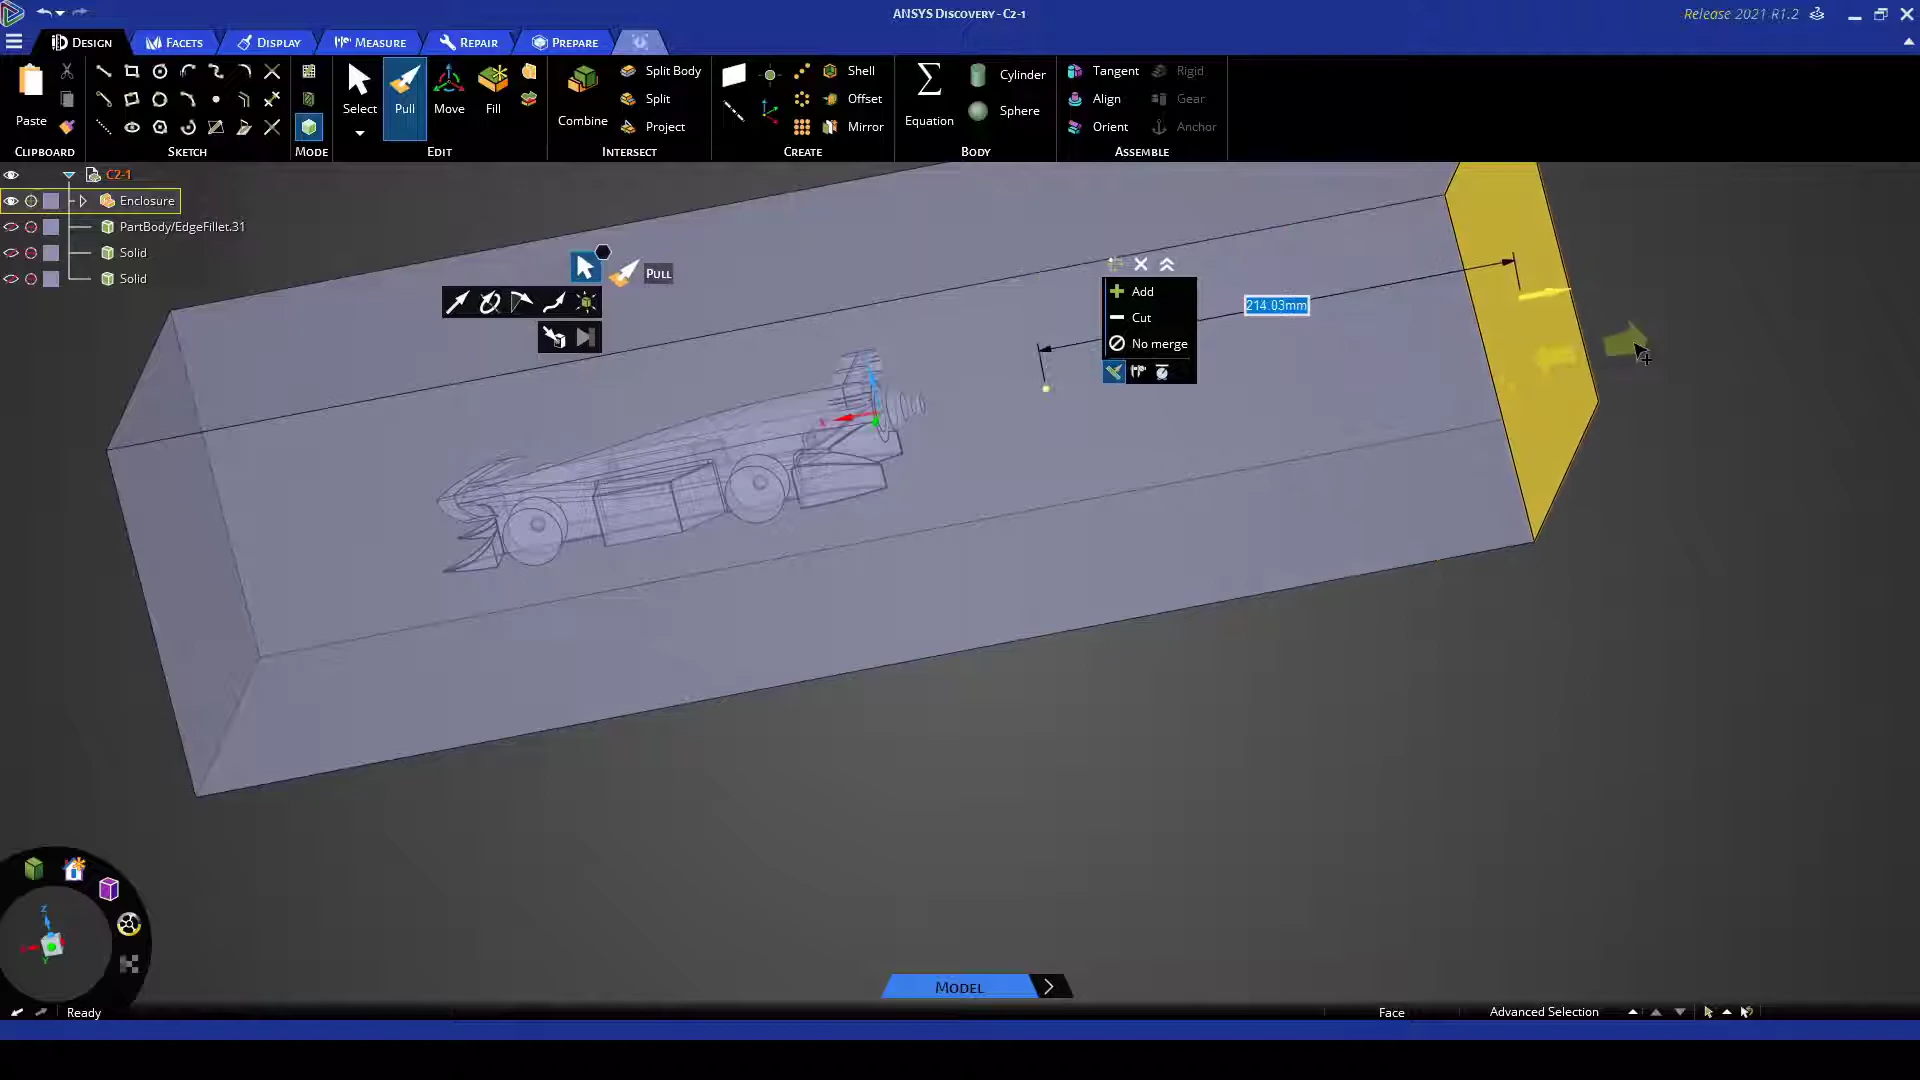 ANSYS Discovery - C2-1
Release 2021 R1.2
Design
Facets
Display
Measure
Repair
Prepare
Paste
Select
Pull
Move
Fill
Combine
Split Body
Split
Project
Shell
Offset
Mirror
Equation
Cylinder
Sphere
Tangent
Align
Orient
Rigid
Gear
Anchor
Clipboard
Sketch
Mode
Edit
Intersect
Create
Body
Assemble
C2-1
Enclosure
PartBody/EdgeFillet.31
Solid
Solid
Pull
Add
Cut
No merge
214.03mm
X
Z
Y
Model
Ready
Face
Advanced Selection